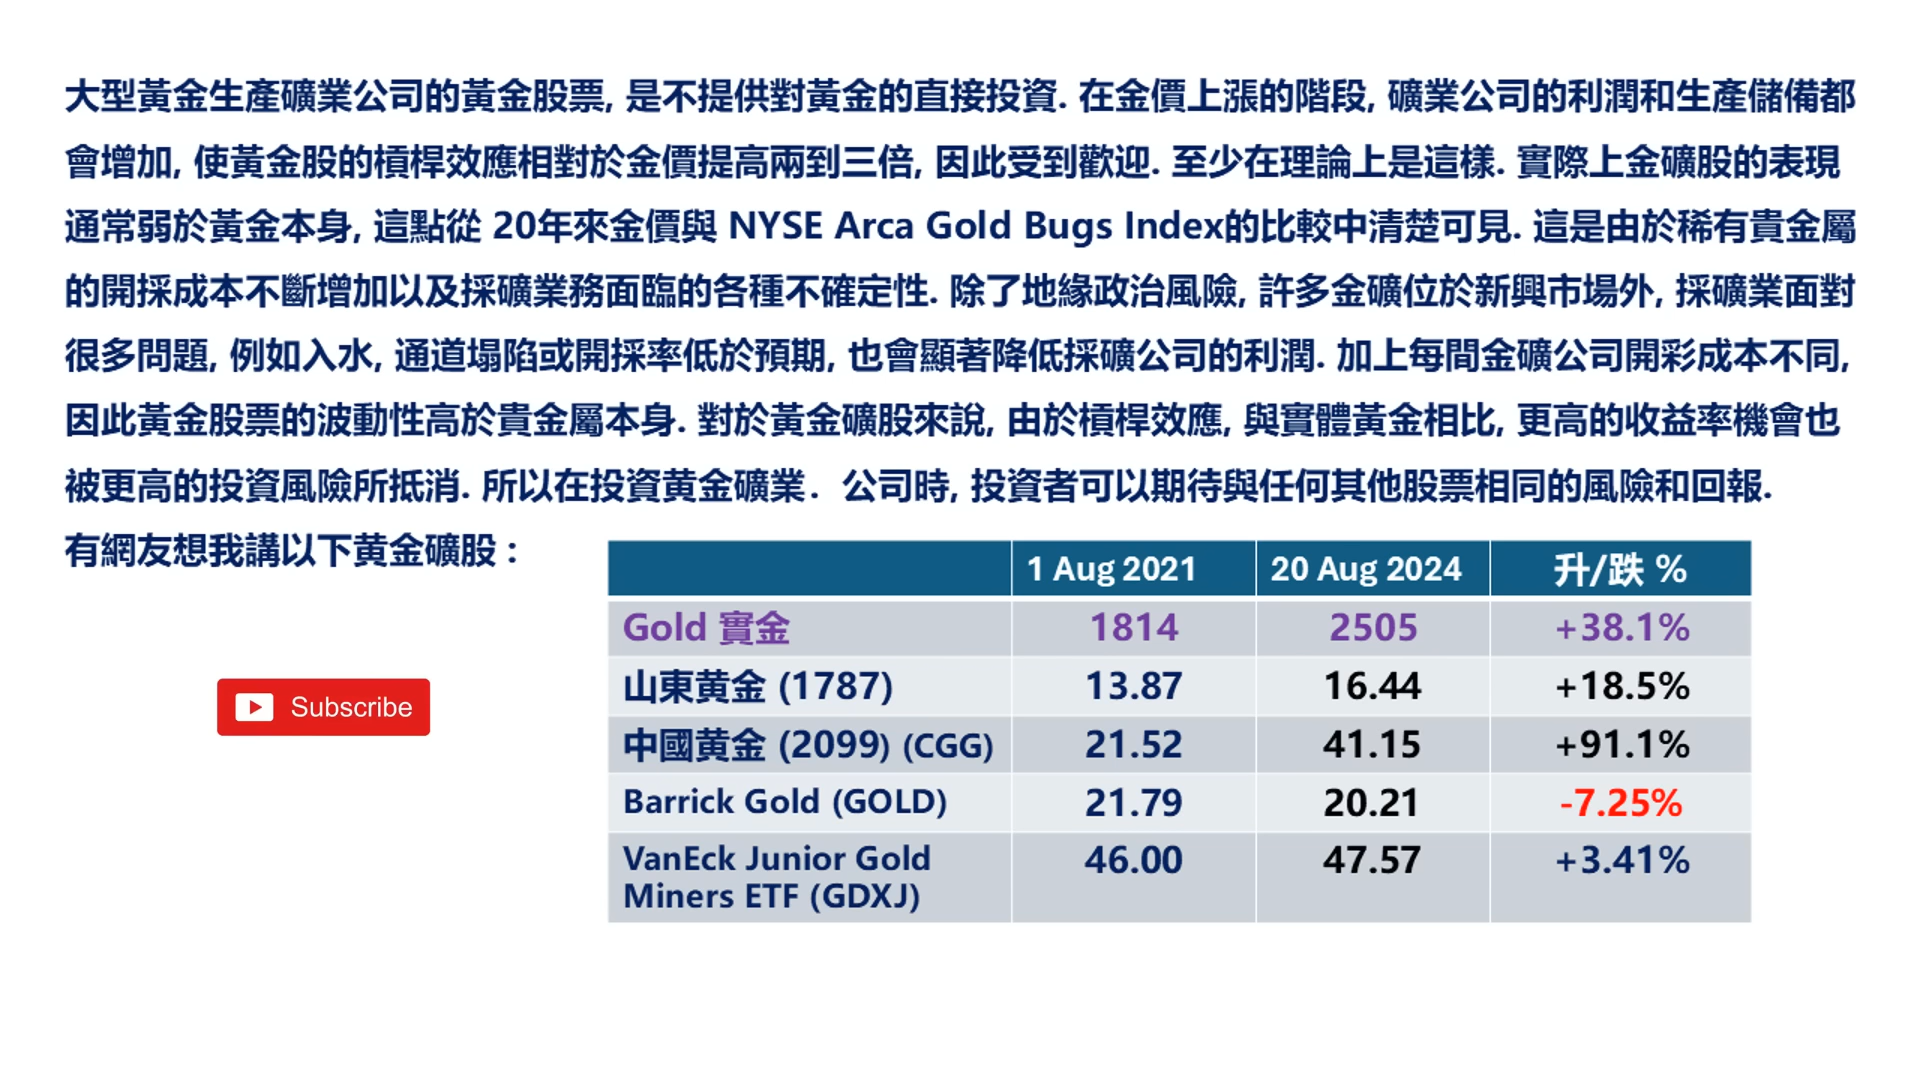 大型黃金生產礦業公司的黃金股票, 是不提供對黃金的直接投資. 在金價上漲的階段, 礦業公司的利潤和生產儲備都
會增加, 使黃金股的槓桿效應相對於金價提高兩到三倍, 因此受到歡迎. 至少在理論上是這樣. 實際上金礦股的表現
通常弱於黃金本身, 這點從 20年來金價與 NYSE Arca Gold Bugs Index的比較中清楚可見. 這是由於稀有貴金屬
的開採成本不斷增加以及採礦業務面臨的各種不確定性. 除了地緣政治風險, 許多金礦位於新興市場外, 採礦業面對
很多問題, 例如入水, 通道塌陷或開採率低於預期, 也會顯著降低採礦公司的利潤. 加上每間金礦公司開彩成本不同,
因此黃金股票的波動性高於貴金屬本身. 對於黃金礦股來說, 由於槓桿效應, 與實體黃金相比, 更高的收益率機會也
被更高的投資風險所抵消. 所以在投資黄金礦業． 公司時, 投資者可以期待與任何其他股票相同的風險和回報.
有網友想我講以下黄金礦股 :
1 Aug 2021 20 Aug 2024 升/跌 %
Gold 實金 1814 2505 +38.1%
山東黄金 (1787) 13.87 16.44 +18.5%
中國黄金 (2099) (CGG) 21.52 41.15 +91.1%
Barrick Gold (GOLD) 21.79 20.21 -7.25%
VanEck Junior Gold 46.00 47.57 +3.41%
Miners ETF (GDXJ)
Subscribe